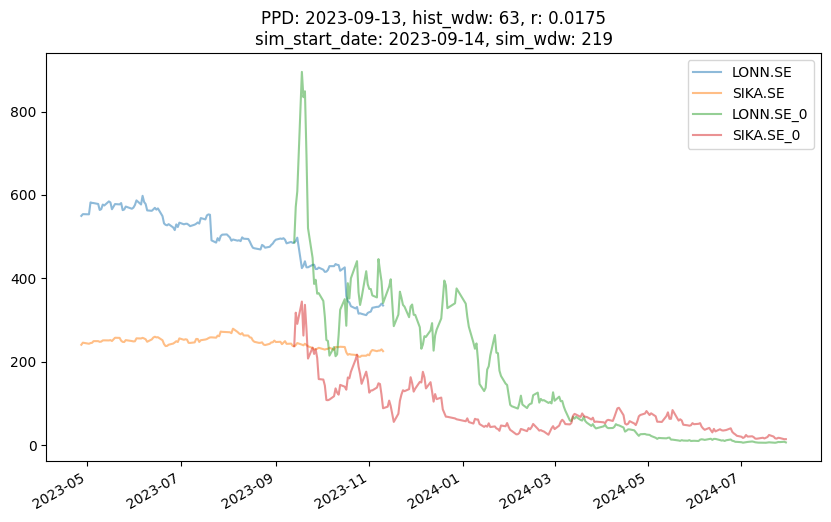 PPD: 2023-09-13, hist_wdw: 63, r: 0.0175
sim_start_date: 2023-09-14, sim_wdw: 219
LONN.SE
SIKA.SE
LONN.SE_0
SIKA.SE_0
800
600
400
200
0
2023-05
2023-07
2023-09
2023-11
2024-01
2024-03
2024-05
2024-07